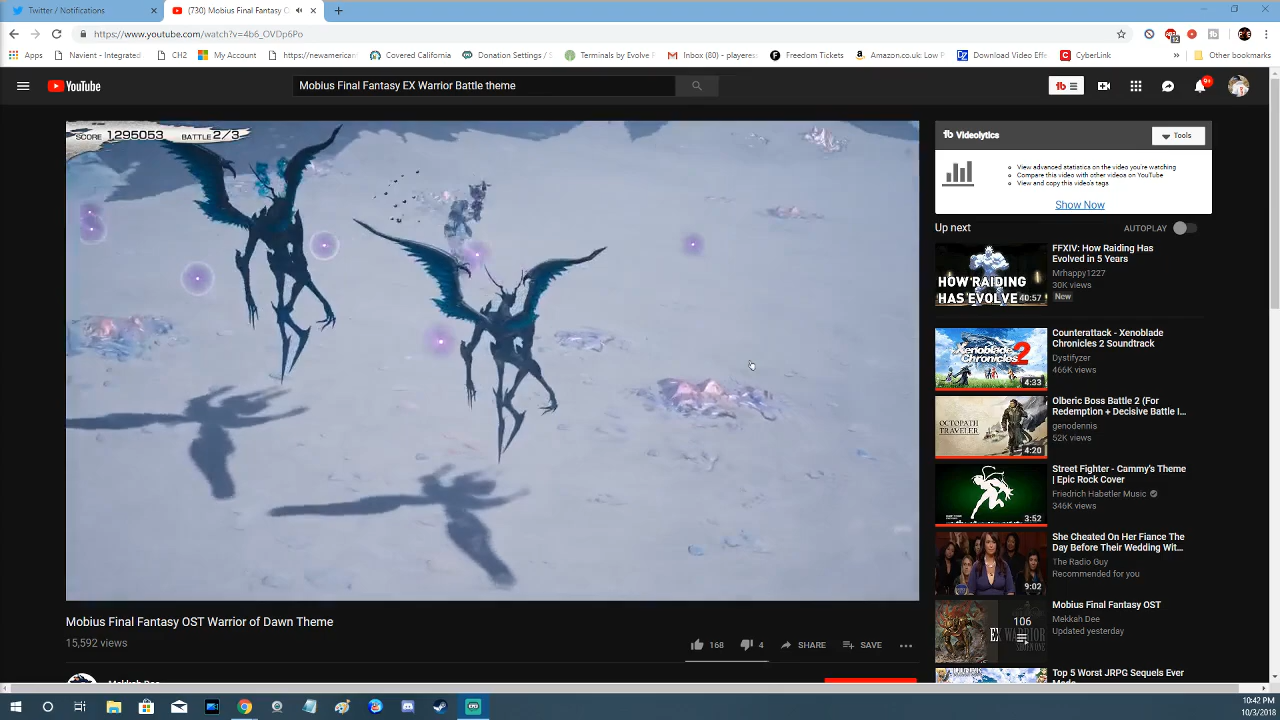 Twitter / Notifications
(730) Mobius Final Fantasy C
https://www.youtube.com/watch?v=4b6_OVDp6Po
Apps
Navient - Integrated
CH2
My Account
https://newamerican
Covered California
Donation Settings / S
Terminals by Evolve F
Inbox (80) - playeress
Freedom Tickets
Amazon.co.uk: Low P
Download Video Effe
CyberLink
»
Other bookmarks
YouTube
Mobius Final Fantasy EX Warrior Battle theme
9+
SCORE 1295053 BATTLE 2/3
Videolytics
Tools
View advanced statistics on the video you're watching
Compare this video with other videos on YouTube
View and copy this video's tags
Show Now
Up next
AUTOPLAY
HOW RAIDING
HAS EVOLVE
40:57
FFXIV: How Raiding Has
Evolved in 5 Years
Mrhappy1227
30K views
New
Xenoblade
Chronicles 2
4:33
Counterattack - Xenoblade
Chronicles 2 Soundtrack
Dystifyzer
466K views
OCTOPATH
TRAVELER
4:20
Olberic Boss Battle 2 (For
Redemption + Decisive Battle I...
genodennis
52K views
3:52
Street Fighter - Cammy's Theme
| Epic Rock Cover
Friedrich Habetler Music
346K views
9:02
She Cheated On Her Fiance The
Day Before Their Wedding Wit...
The Radio Guy
Recommended for you
106
Mobius Final Fantasy OST
Mekkah Dee
Updated yesterday
Top 5 Worst JRPG Sequels Ever
Mobius Final Fantasy OST Warrior of Dawn Theme
15,592 views
168
4
SHARE
SAVE
Mekkah Dee
10:42 PM
10/3/2018